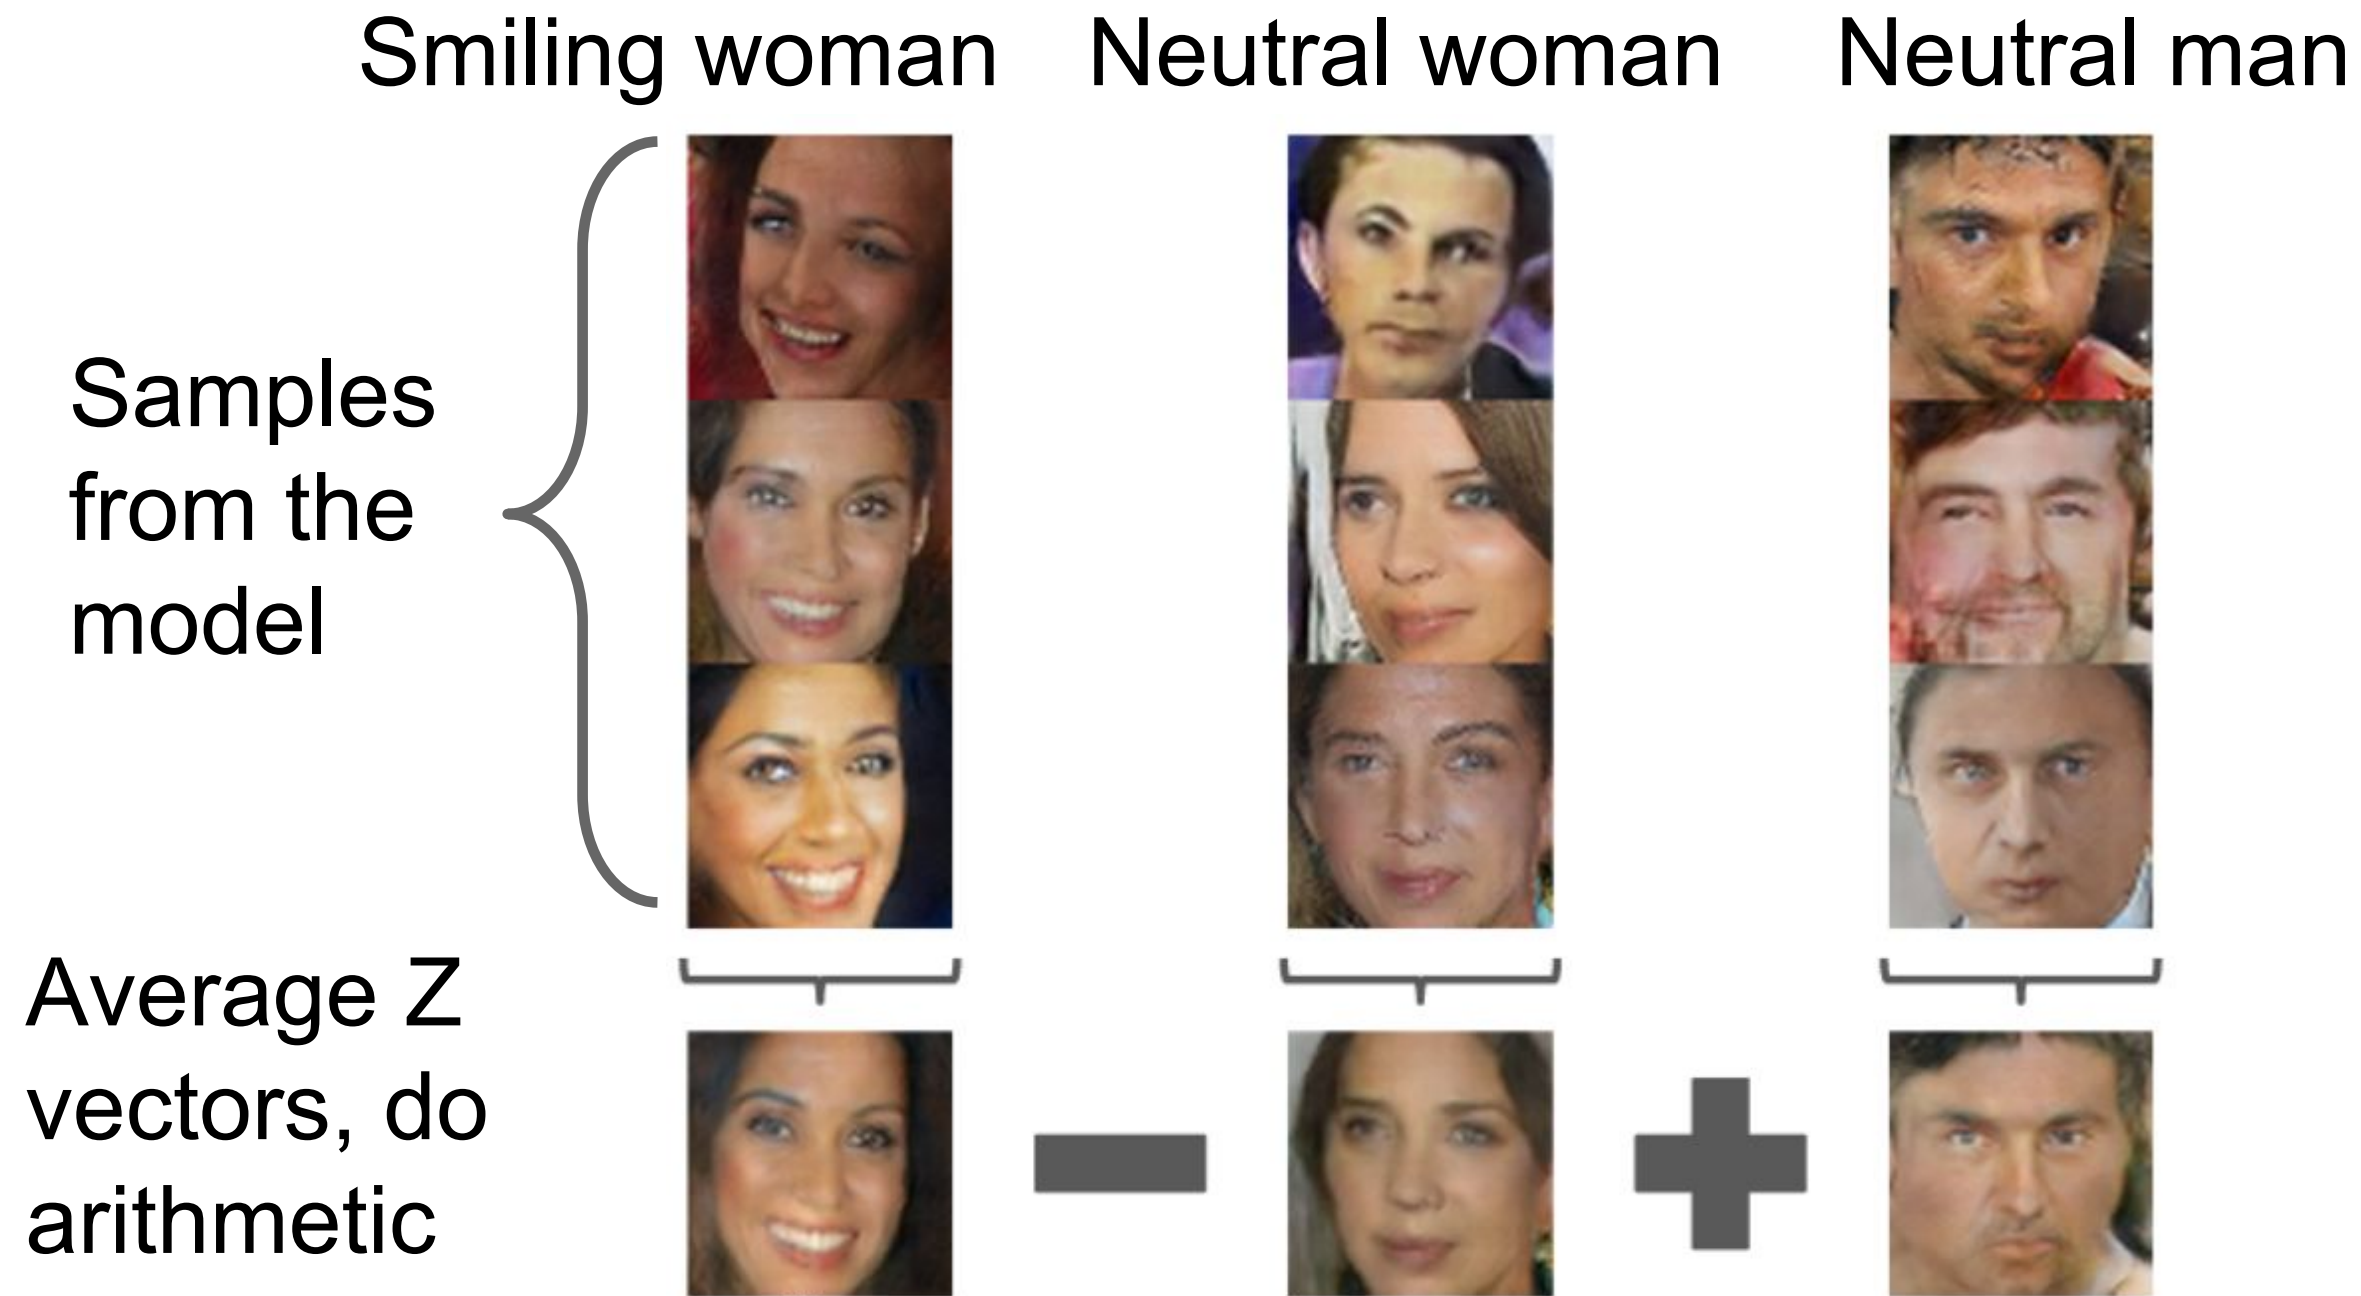 Smiling woman
Neutral woman
Neutral man
Samples
from the
model
Average Z
vectors, do
arithmetic